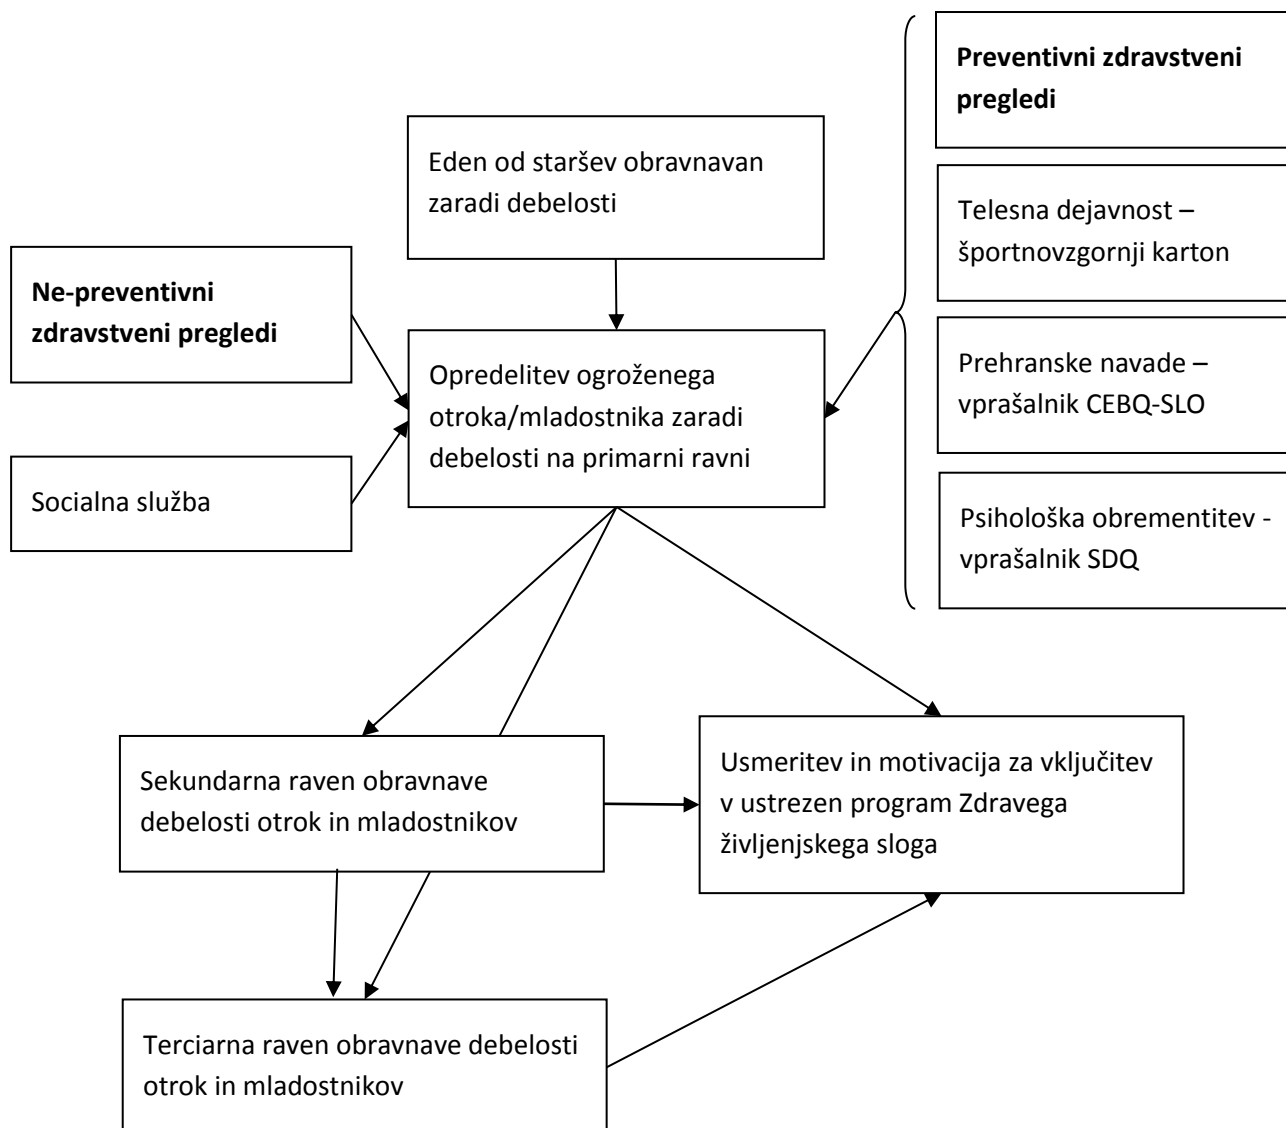 Preventivni zdravstveni
pregledi
Eden od staršev obravnavan
zaradi debelosti
Telesna dejavnost –
športnovzgornji karton
Ne-preventivni
zdravstveni pregledi
Opredelitev ogroženega
otroka/mladostnika zaradi
debelosti na primarni ravni
Prehranske navade –
vprašalnik CEBQ-SLO
Socialna služba
Psihološka obrementitev -
vprašalnik SDQ
Sekundarna raven obravnave
debelosti otrok in mladostnikov
Usmeritev in motivacija za vključitev
v ustrezen program Zdravega
življenjskega sloga
Terciarna raven obravnave debelosti
otrok in mladostnikov